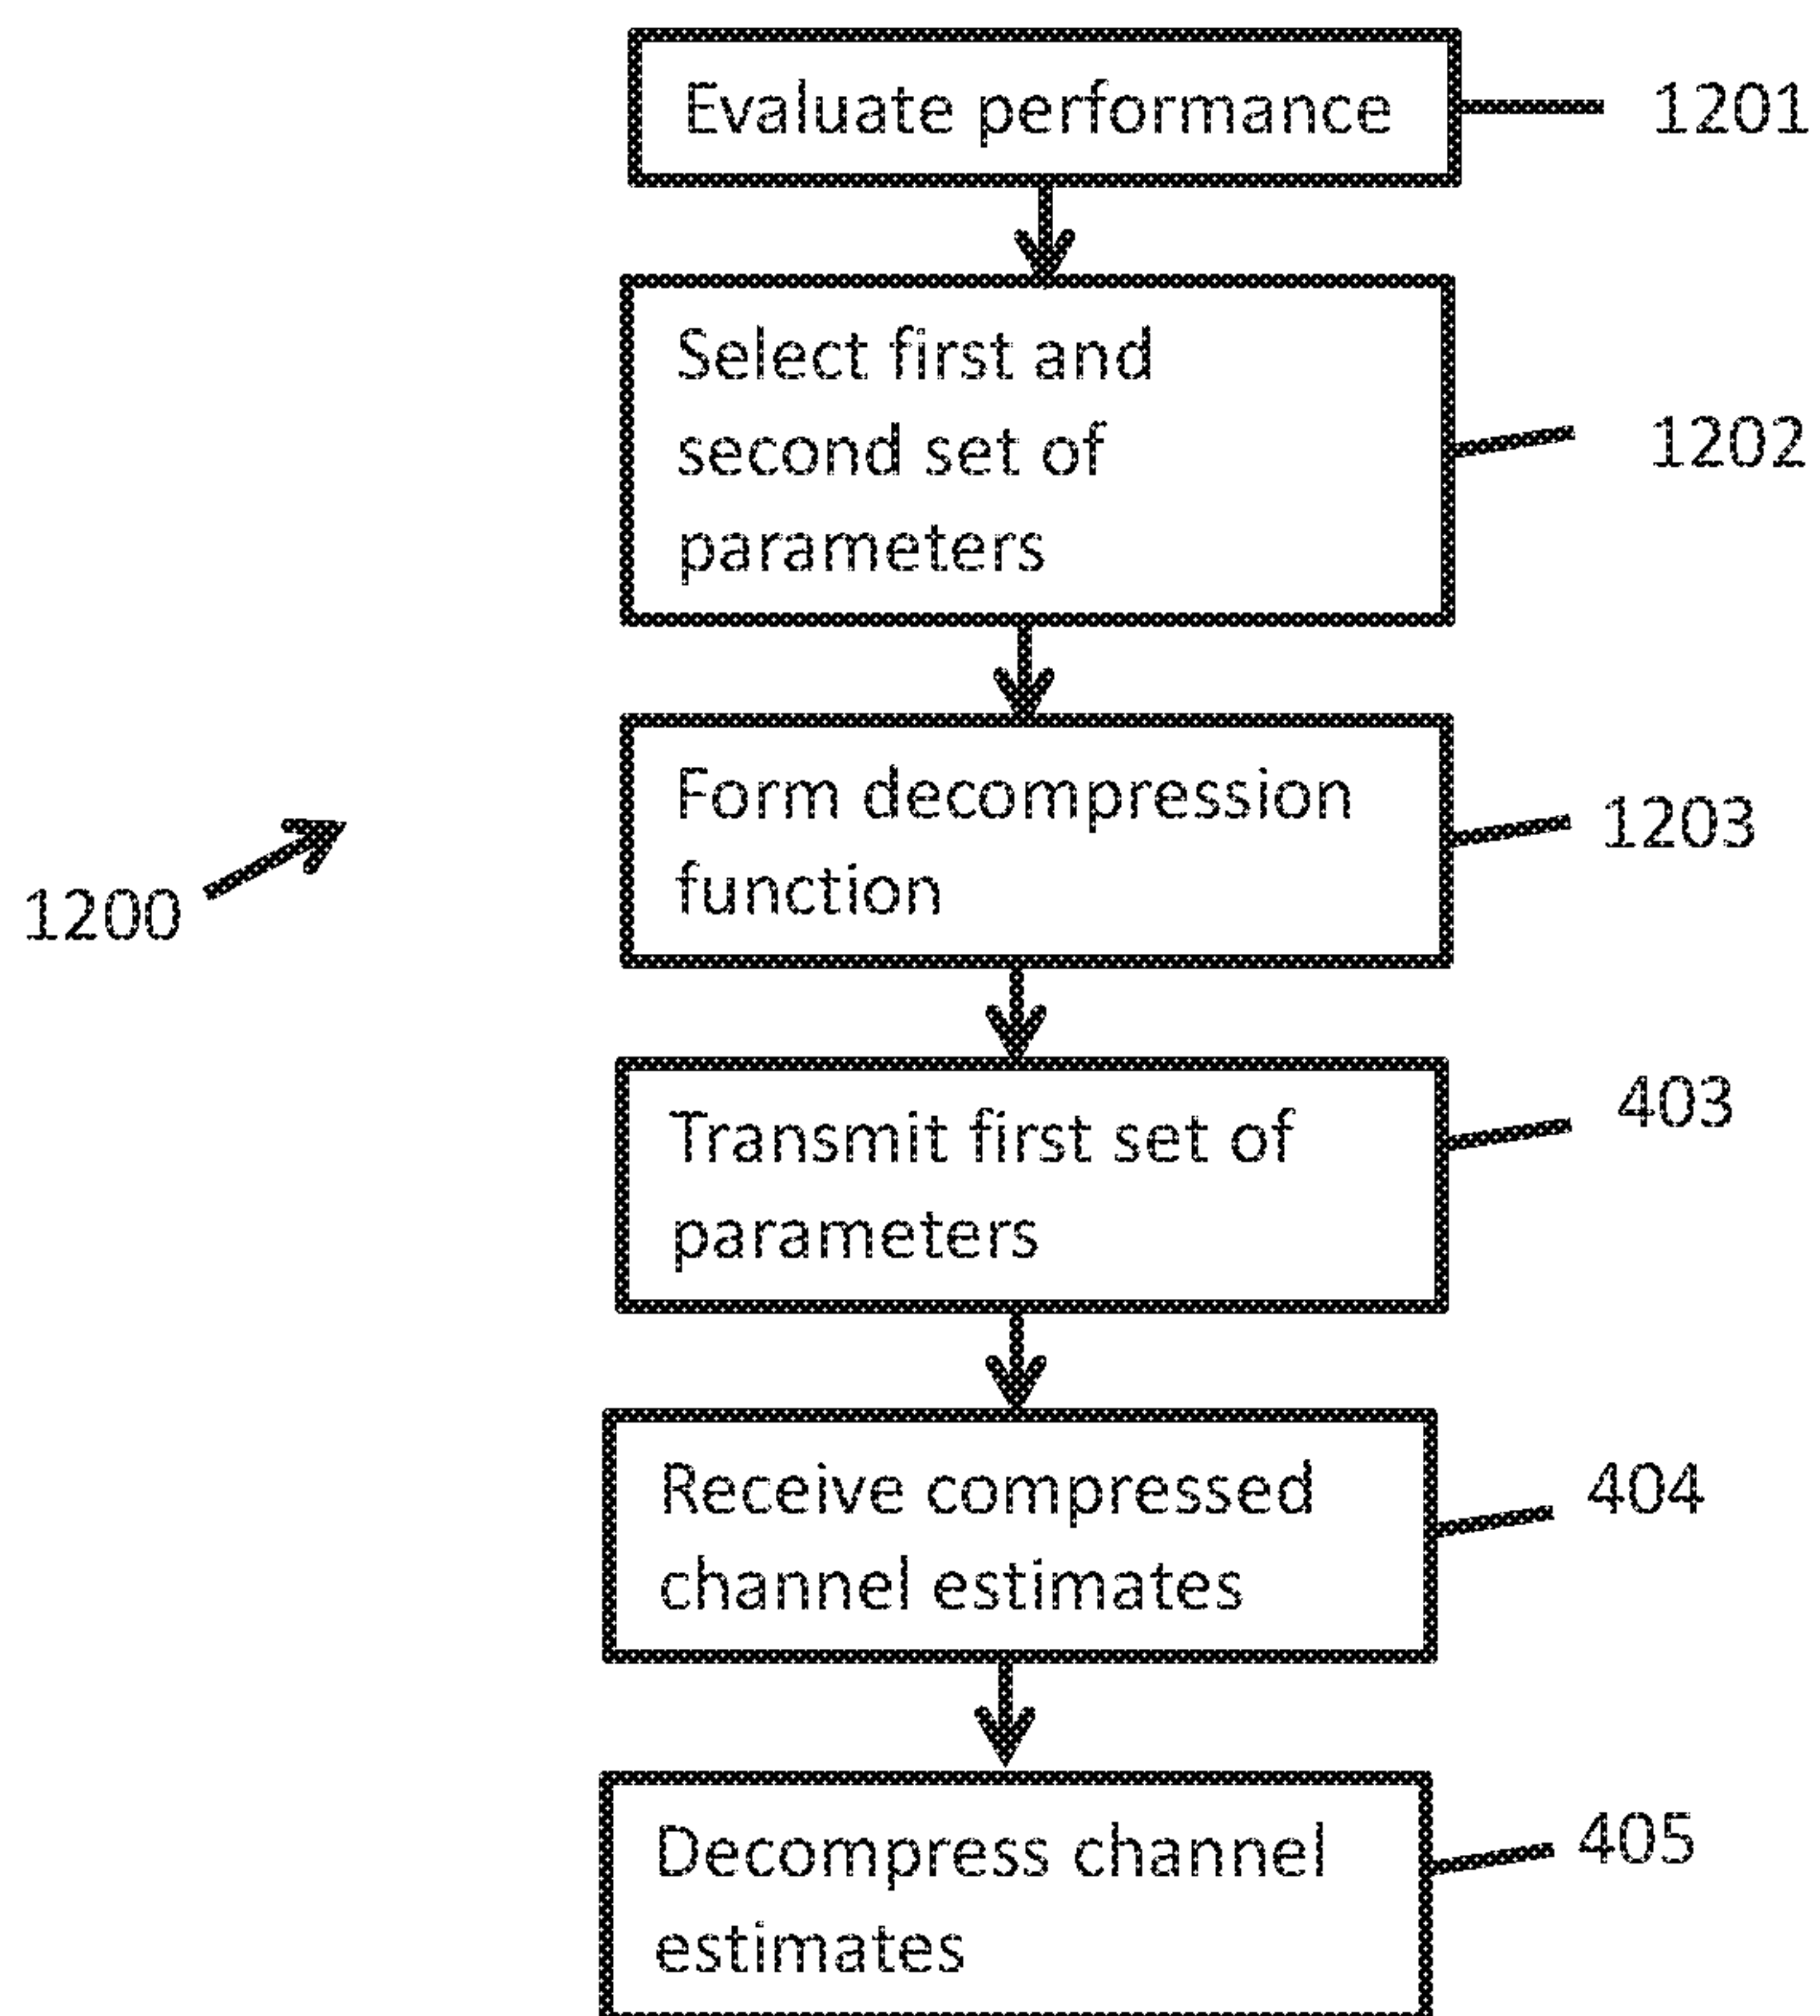 Evaluate performance
1201
Select first and
second set of
parameters
1202
Form decompression
function
1203
1200
Transmit first set of
parameters
403
Receive compressed
channel estimates
404
Decompress channel
estimates
405